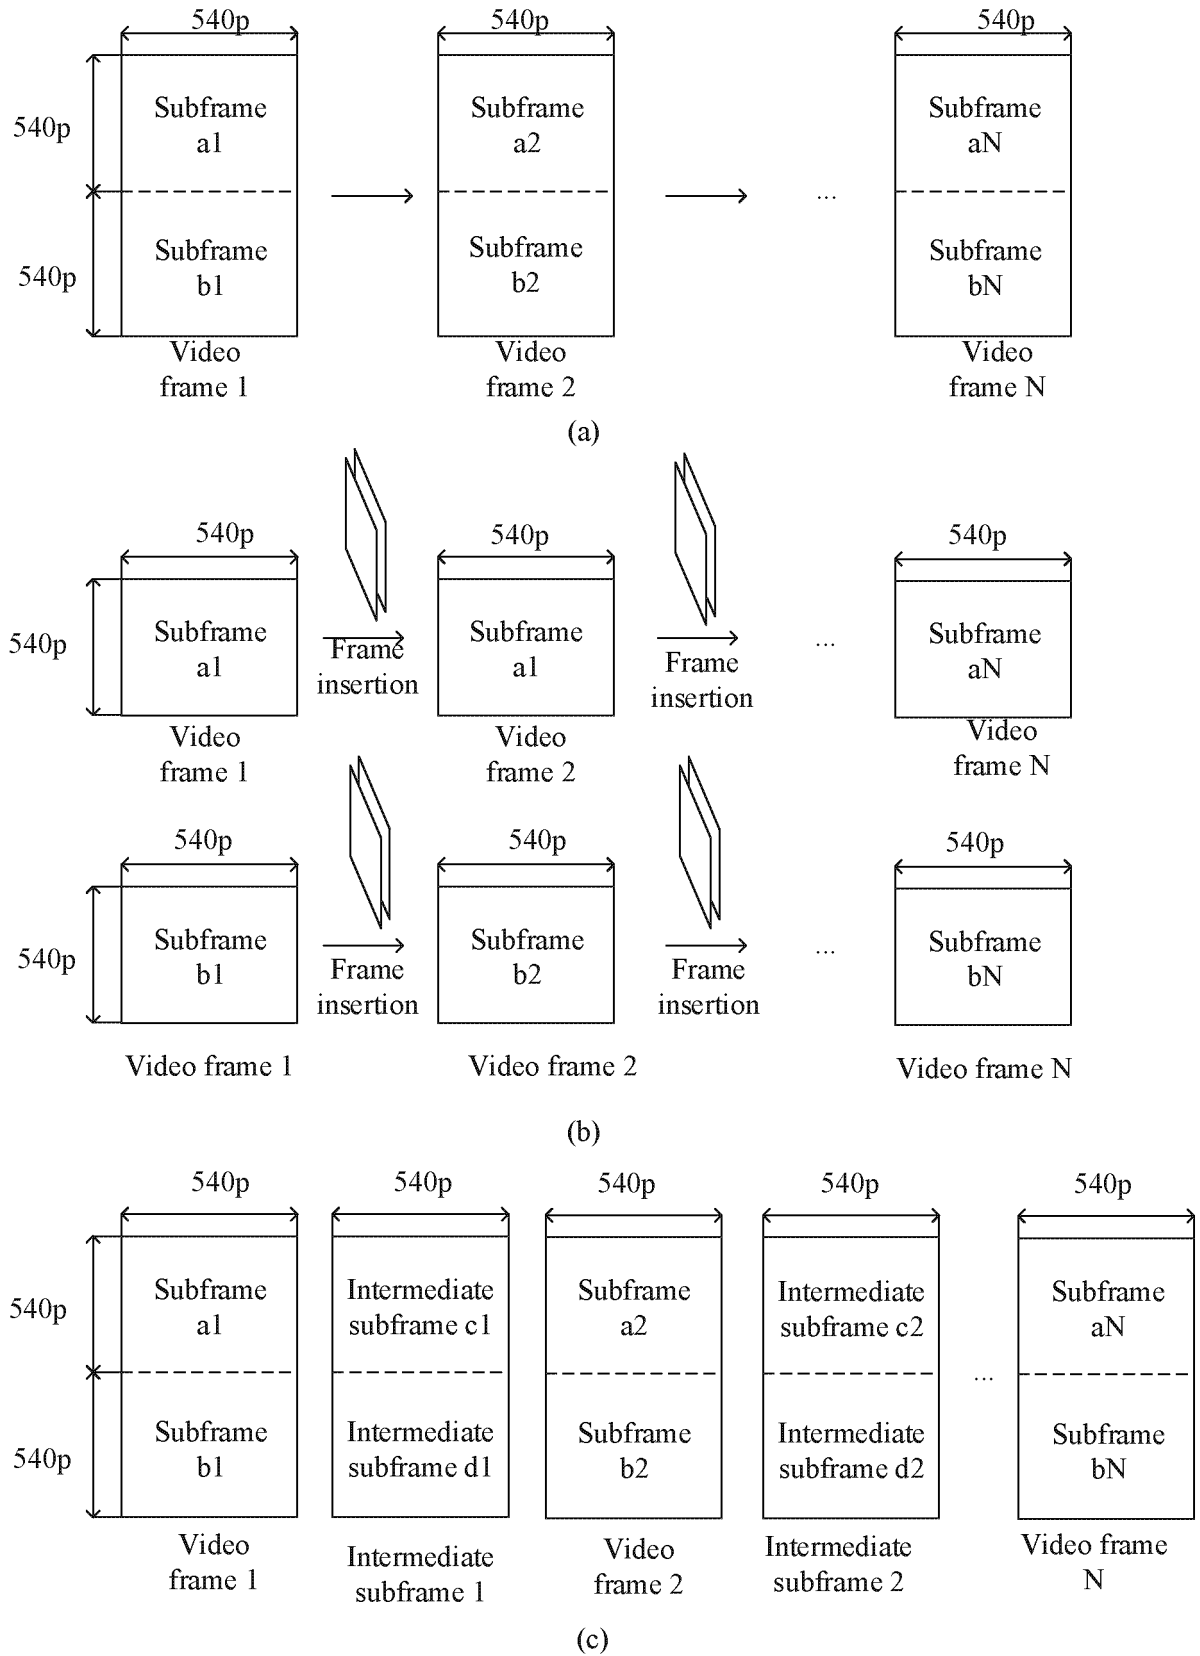 540p
540p
540p
540p
Subframe
a1
Subframe
a2
Subframe
aN
...
540p
Subframe
b1
Subframe
b2
Subframe
bN
Video
frame 1
Video
frame 2
Video
frame N
(a)
540p
540p
540p
540p
Subframe
a1
Frame
insertion
Subframe
a1
Frame
insertion
...
Subframe
aN
Video
frame 1
Video
frame 2
Video
frame N
540p
540p
540p
540p
Subframe
b1
Frame
insertion
Subframe
b2
Frame
insertion
...
Subframe
bN
Video frame 1
Video frame 2
Video frame N
(b)
540p
540p
540p
540p
540p
540p
Subframe
a1
Intermediate
subframe c1
Subframe
a2
Intermediate
subframe c2
Subframe
aN
...
540p
Subframe
b1
Intermediate
subframe d1
Subframe
b2
Intermediate
subframe d2
Subframe
bN
Video
frame 1
Intermediate
subframe 1
Video
frame 2
Intermediate
subframe 2
Video frame
N
(c)